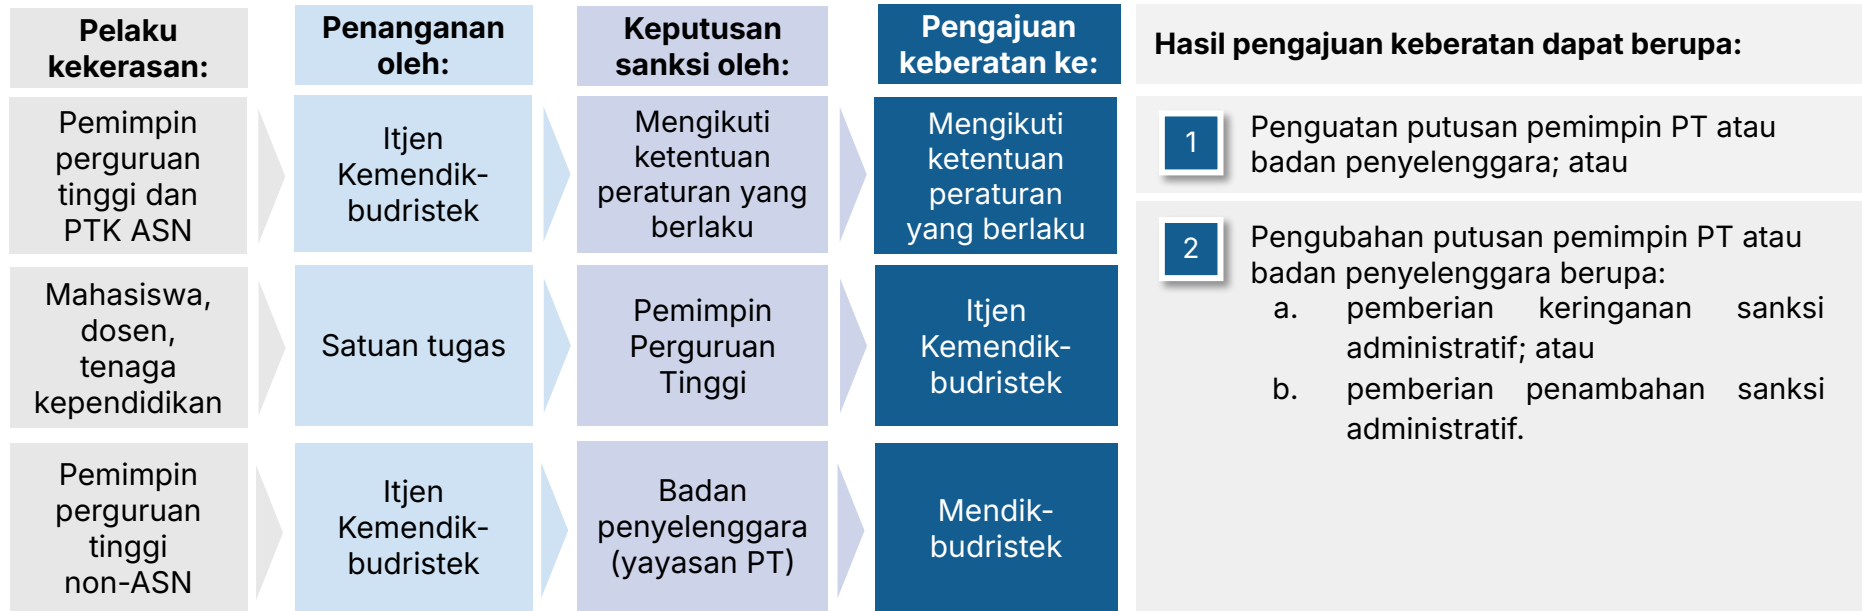 Pelaku
kekerasan:
Penanganan
oleh:
Keputusan
sanksi oleh:
Pengajuan
keberatan ke:
Hasil pengajuan keberatan dapat berupa:
Pemimpin
perguruan
tinggi dan
PTK ASN
Itjen
Kemendik-
budristek
Mengikuti
ketentuan
peraturan yang
berlaku
Mengikuti
ketentuan
peraturan
yang berlaku
Mahasiswa,
dosen,
tenaga
kependidikan
Satuan tugas
Pemimpin
Perguruan
Tinggi
Itjen
Kemendik-
budristek
Pemimpin
perguruan
tinggi
non-ASN
Itjen
Kemendik-
budristek
Badan
penyelenggara
(yayasan PT)
Mendik-
budristek
1
Penguatan putusan pemimpin PT atau
badan penyelenggara; atau
2
Pengubahan putusan pemimpin PT atau
badan penyelenggara berupa:
a. pemberian keringanan sanksi
administratif; atau
b. pemberian penambahan sanksi
administratif.